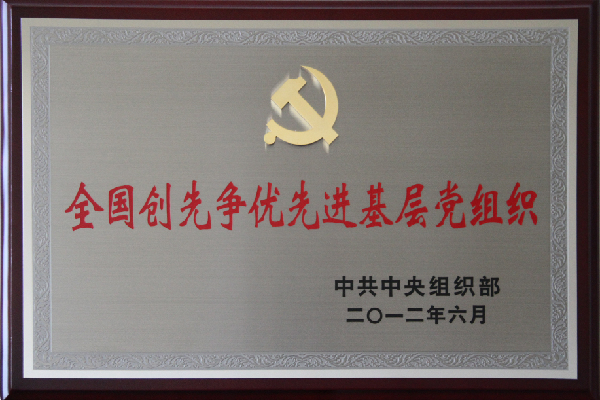 全国创先争优先进基层党组织
中共中央组织部
二〇一二年六月